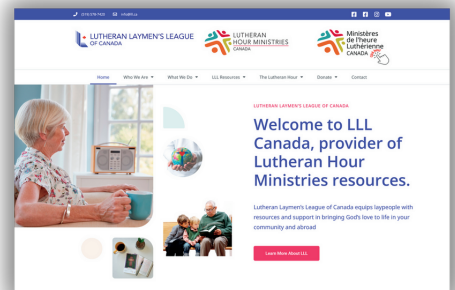 LUTHERAN LAYMEN'S LEAGUE
OF CANADA
LUTHERAN
HOUR MINISTRIES
CANADA
Ministères
de l'heure
Luthérienne
CANADA
Home
Who We Are
What We Do
LLL Resources
The Lutheran Hour
Donate
Contact
LUTHERAN LAYMEN'S LEAGUE OF CANADA
Welcome to LLL
Canada, provider of
Lutheran Hour
Ministries resources.
Lutheran Laymen's League of Canada equips laypeople with
resources and support in bringing God's love to life in your
community and abroad
Learn More About LLL